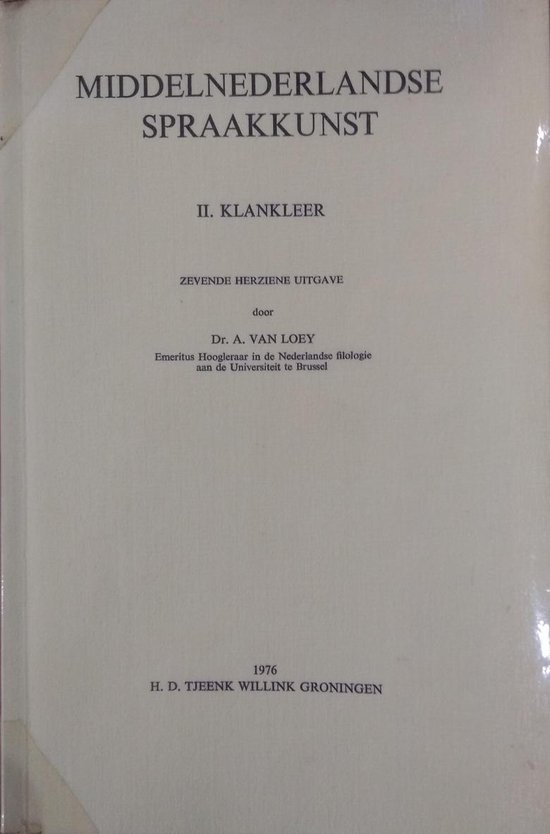 MIDDELNEDERLANDSE
SPRAAKKUNST
II. KLANKLEER
ZEVENDE HERZIENE UITGAVE
door
Dr. A. VAN LOEY
Emeritus Hoogleraar in de Nederlandse filologie
aan de Universiteit te Brussel
1976
H. D. TJEENK WILLINK GRONINGEN